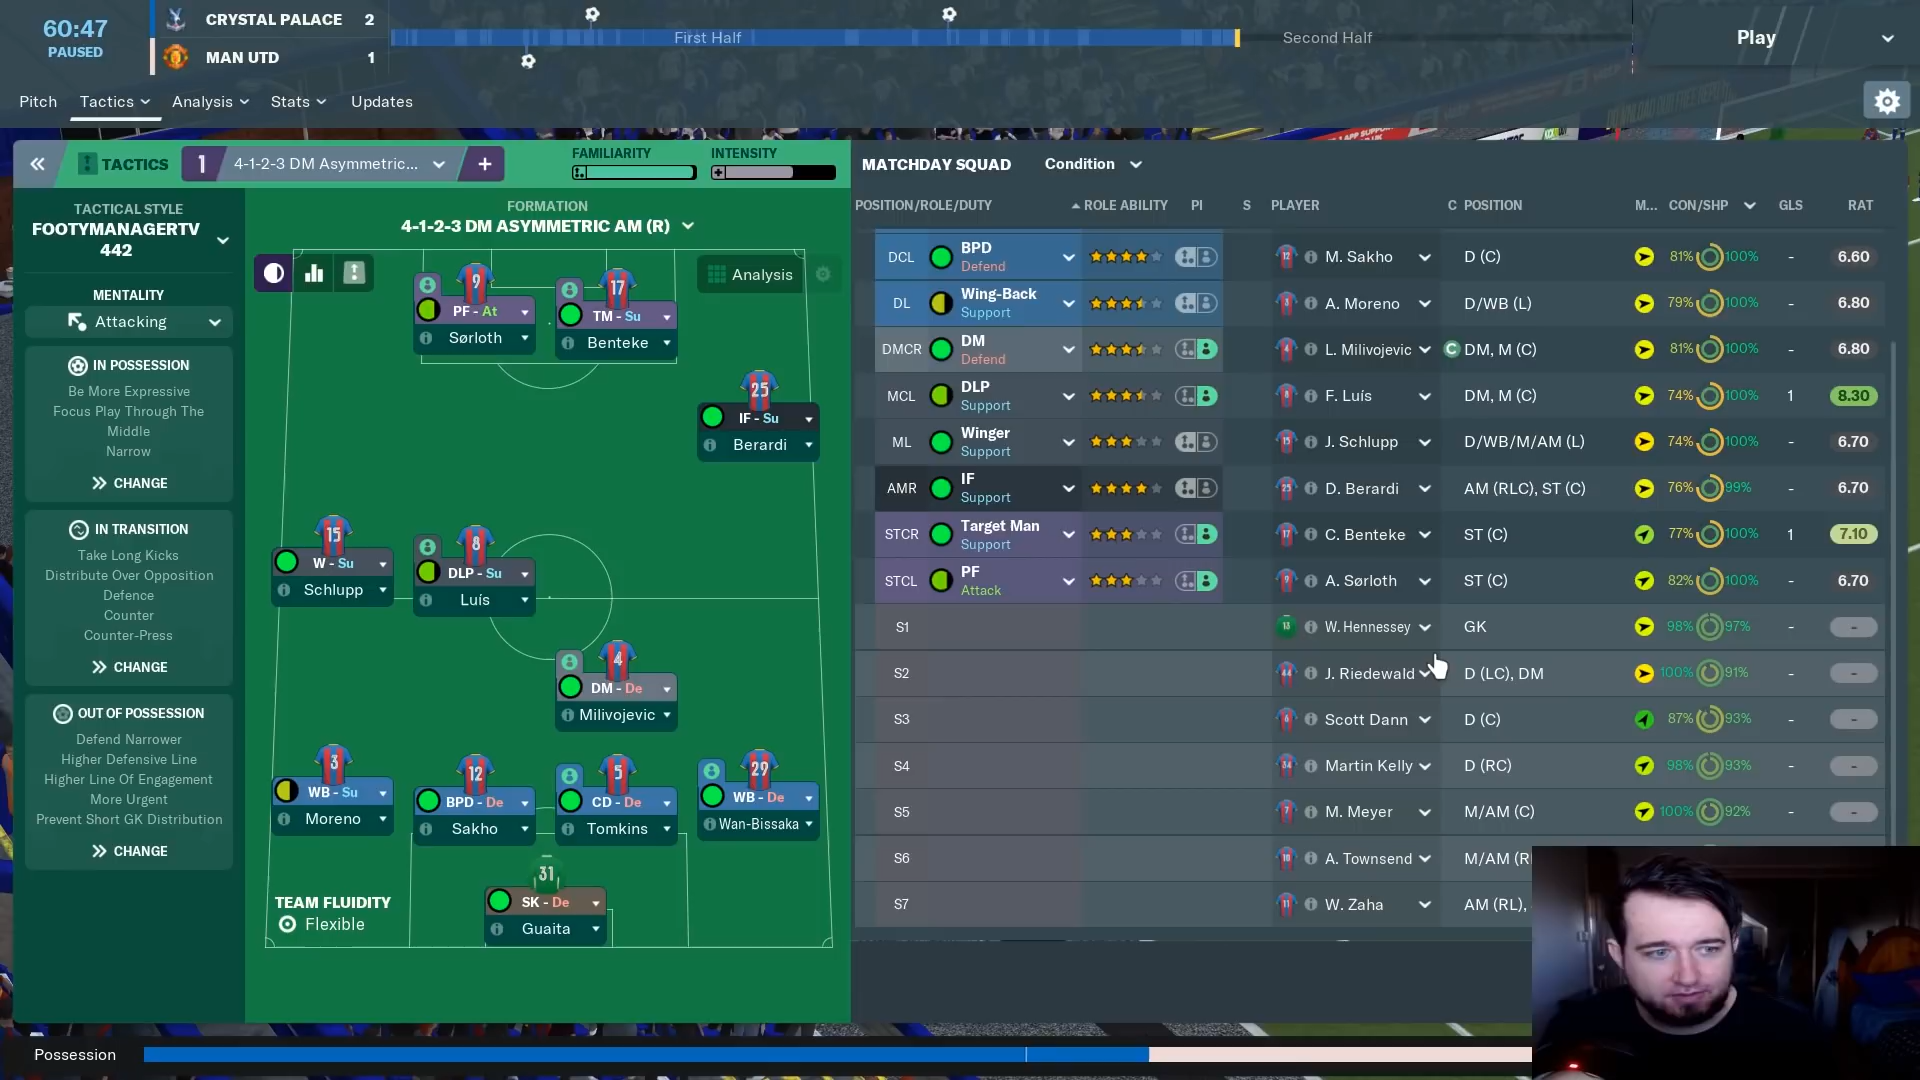 60:47
PAUSED
CRYSTAL PALACE 2
MAN UTD 1
First Half
Second Half
Play
Pitch
Tactics
Analysis
Stats
Updates
TACTICS
1
4-1-2-3 DM Asymmetric...
+
FAMILIARITY
INTENSITY
TACTICAL STYLE
FOOTYMANAGERTV
442
MENTALITY
Attacking
IN POSSESSION
Be More Expressive
Focus Play Through The
Middle
Narrow
CHANGE
IN TRANSITION
Take Long Kicks
Distribute Over Opposition
Defence
Counter
Counter-Press
CHANGE
OUT OF POSSESSION
Defend Narrower
Higher Defensive Line
Higher Line Of Engagement
More Urgent
Prevent Short GK Distribution
CHANGE
FORMATION
4-1-2-3 DM ASYMMETRIC AM (R)
Analysis
9
PF - At
Sørloth
17
TM - Su
Benteke
25
IF - Su
Berardi
15
W - Su
Schlupp
8
DLP - Su
Luís
4
DM - De
Milivojevic
3
WB - Su
Moreno
12
BPD - De
Sakho
5
CD - De
Tomkins
29
WB - De
Wan-Bissaka
31
SK - De
Guaita
TEAM FLUIDITY
Flexible
MATCHDAY SQUAD Condition
POSITION/ROLE/DUTY ROLE ABILITY PI S PLAYER C POSITION M... CON/SHP GLS RAT
DCL BPD Defend M. Sakho D (C) 81% 100% - 6.60
DL Wing-Back Support A. Moreno D/WB (L) 79% 100% - 6.80
DMCR DM Defend L. Milivojevic C DM, M (C) 81% 100% - 6.80
MCL DLP Support F. Luís DM, M (C) 74% 100% 1 8.30
ML Winger Support J. Schlupp D/WB/M/AM (L) 74% 100% - 6.70
AMR IF Support D. Berardi AM (RLC), ST (C) 76% 99% - 6.70
STCR Target Man Support C. Benteke ST (C) 77% 100% 1 7.10
STCL PF Attack A. Sørloth ST (C) 82% 100% - 6.70
S1 W. Hennessey GK 98% 97% - -
S2 J. Riedewald D (LC), DM 100% 91% - -
S3 Scott Dann D (C) 87% 93% - -
S4 Martin Kelly D (RC) 98% 93% - -
S5 M. Meyer M/AM (C) 100% 92% - -
S6 A. Townsend M/AM (R
S7 W. Zaha AM (RL),
Possession